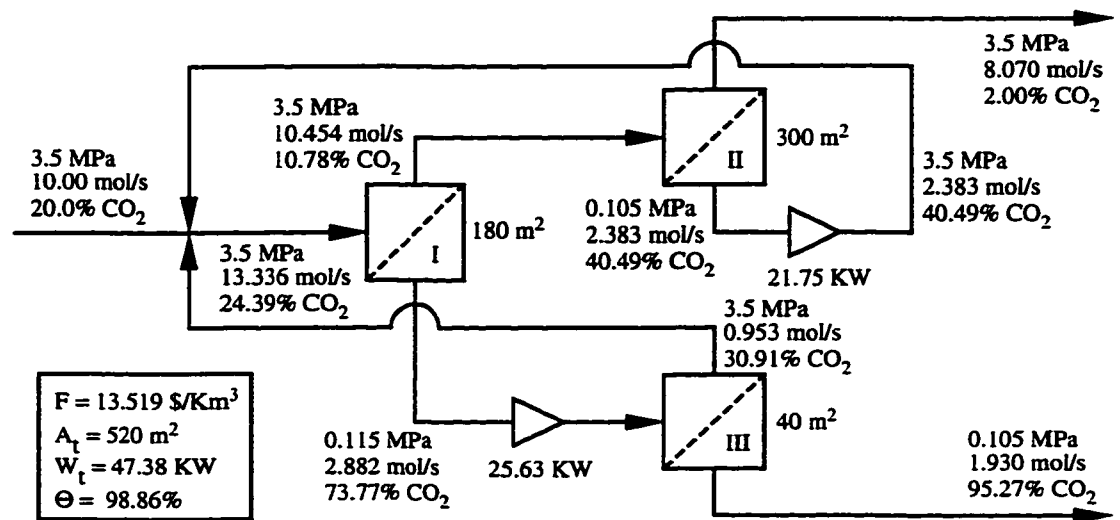 3.5 MPa
8.070 mol/s
2.00% CO₂
3.5 MPa
10.454 mol/s
10.78% CO₂
II
300 m²
3.5 MPa
10.00 mol/s
20.0% CO₂
3.5 MPa
2.383 mol/s
40.49% CO₂
0.105 MPa
2.383 mol/s
40.49% CO₂
21.75 KW
I
180 m²
3.5 MPa
13.336 mol/s
24.39% CO₂
3.5 MPa
0.953 mol/s
30.91% CO₂
III
40 m²
F = 13.519 $/Km³
Aₜ = 520 m²
Wₜ = 47.38 KW
Θ = 98.86%
0.115 MPa
2.882 mol/s
73.77% CO₂
25.63 KW
0.105 MPa
1.930 mol/s
95.27% CO₂